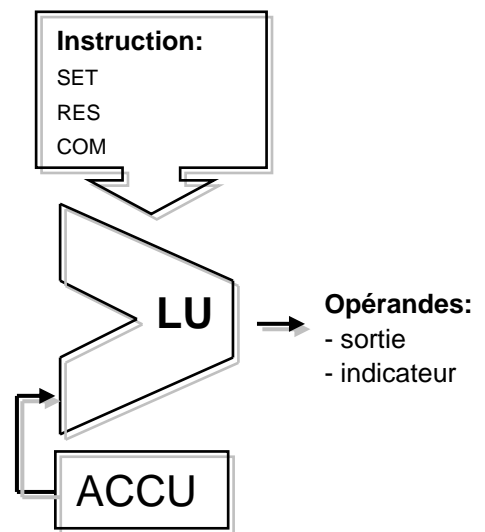 Instruction:
SET
RES
COM
LU
Opérandes:
- sortie
- indicateur
ACCU